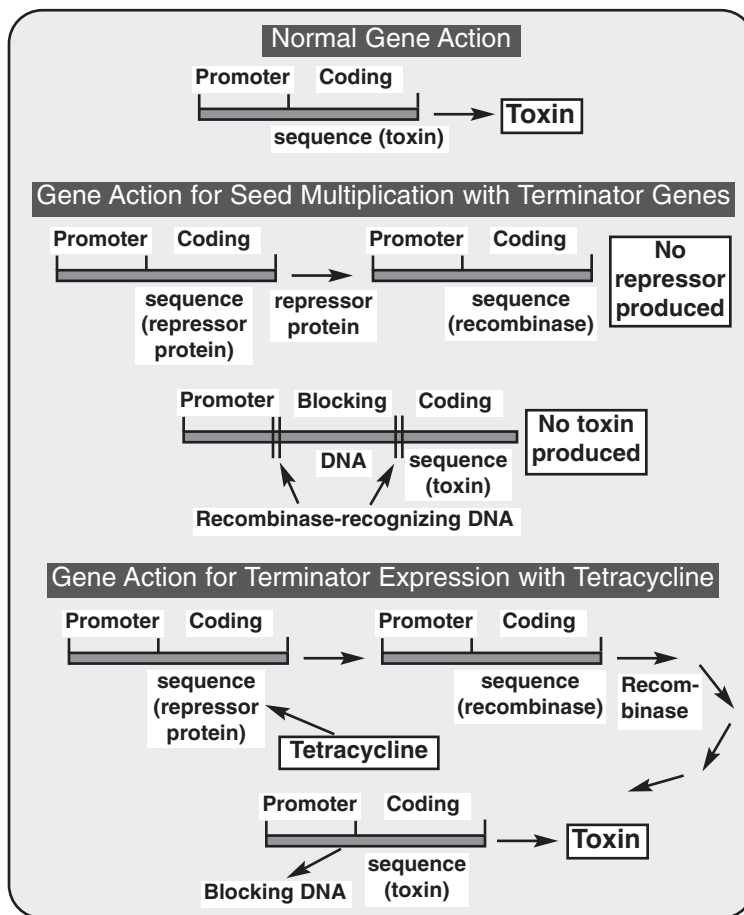 Normal Gene Action
Promoter Coding
sequence (toxin)
Toxin
Gene Action for Seed Multiplication with Terminator Genes
Promoter Coding
sequence
(repressor
protein)
repressor
protein
Promoter Coding
sequence
(recombinase)
No
repressor
produced
Promoter Blocking Coding
DNA
sequence
(toxin)
No toxin
produced
Recombinase-recognizing DNA
Gene Action for Terminator Expression with Tetracycline
Promoter Coding
sequence
(repressor
protein)
Tetracycline
Promoter Coding
sequence
(recombinase)
Recom-
binase
Promoter Coding
sequence
(toxin)
Blocking DNA
Toxin